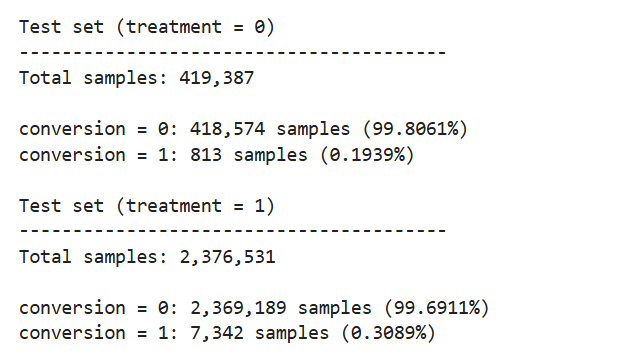 Test set (treatment = 0)
----------------------------------------
Total samples: 419,387
conversion = 0: 418,574 samples (99.8061%)
conversion = 1: 813 samples (0.1939%)
Test set (treatment = 1)
----------------------------------------
Total samples: 2,376,531
conversion = 0: 2,369,189 samples (99.6911%)
conversion = 1: 7,342 samples (0.3089%)